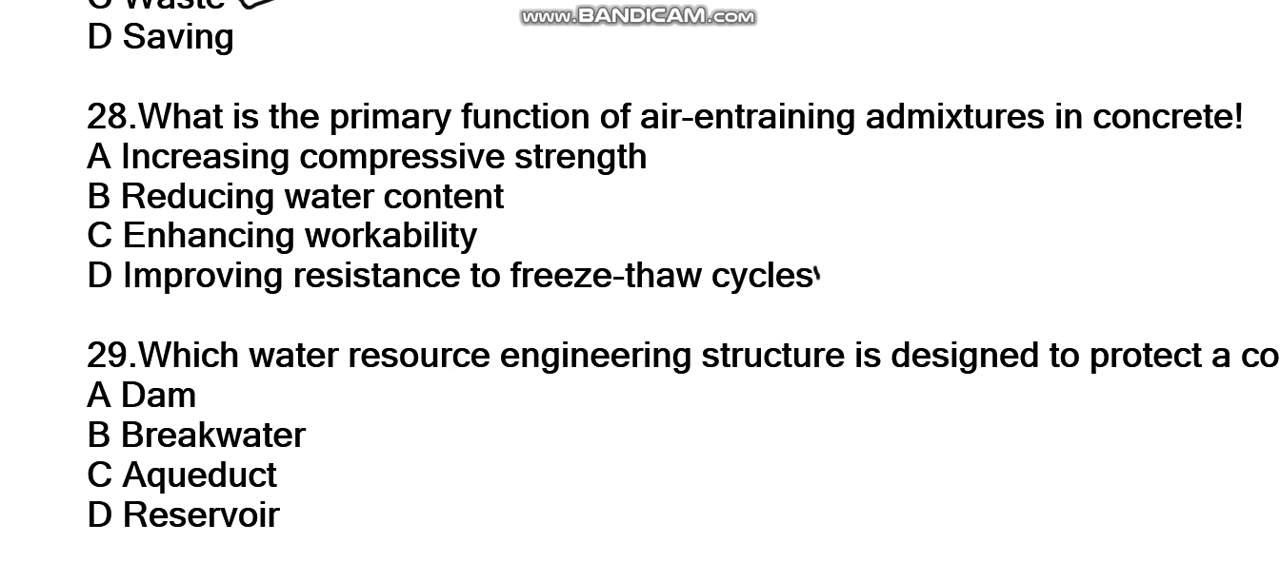 www.BANDICAM.com
C Waste
D Saving
28.What is the primary function of air-entraining admixtures in concrete!
A Increasing compressive strength
B Reducing water content
C Enhancing workability
D Improving resistance to freeze-thaw cycles
29.Which water resource engineering structure is designed to protect a co
A Dam
B Breakwater
C Aqueduct
D Reservoir